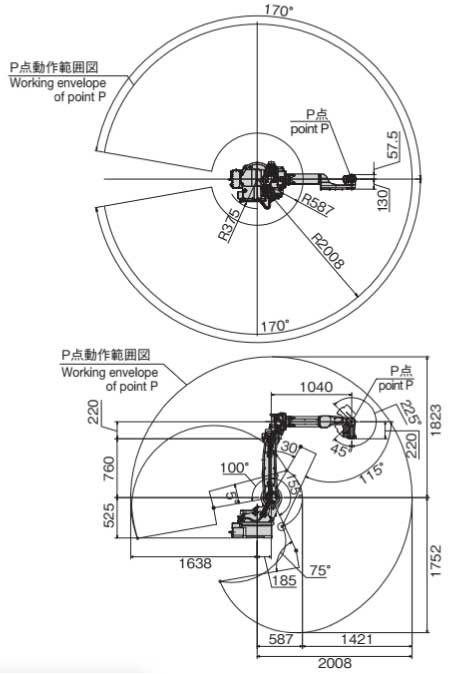 170°
P点動作範囲図
Working envelope
of point P
P点
point P
57.5
130
R587
R375
R2008
170°
P点動作範囲図
Working envelope
of point P
1040
P点
point P
225°
220
1823
220
30°
45°
115°
760
100°
155°
5°
525
1638
75°
185
1752
587
1421
2008